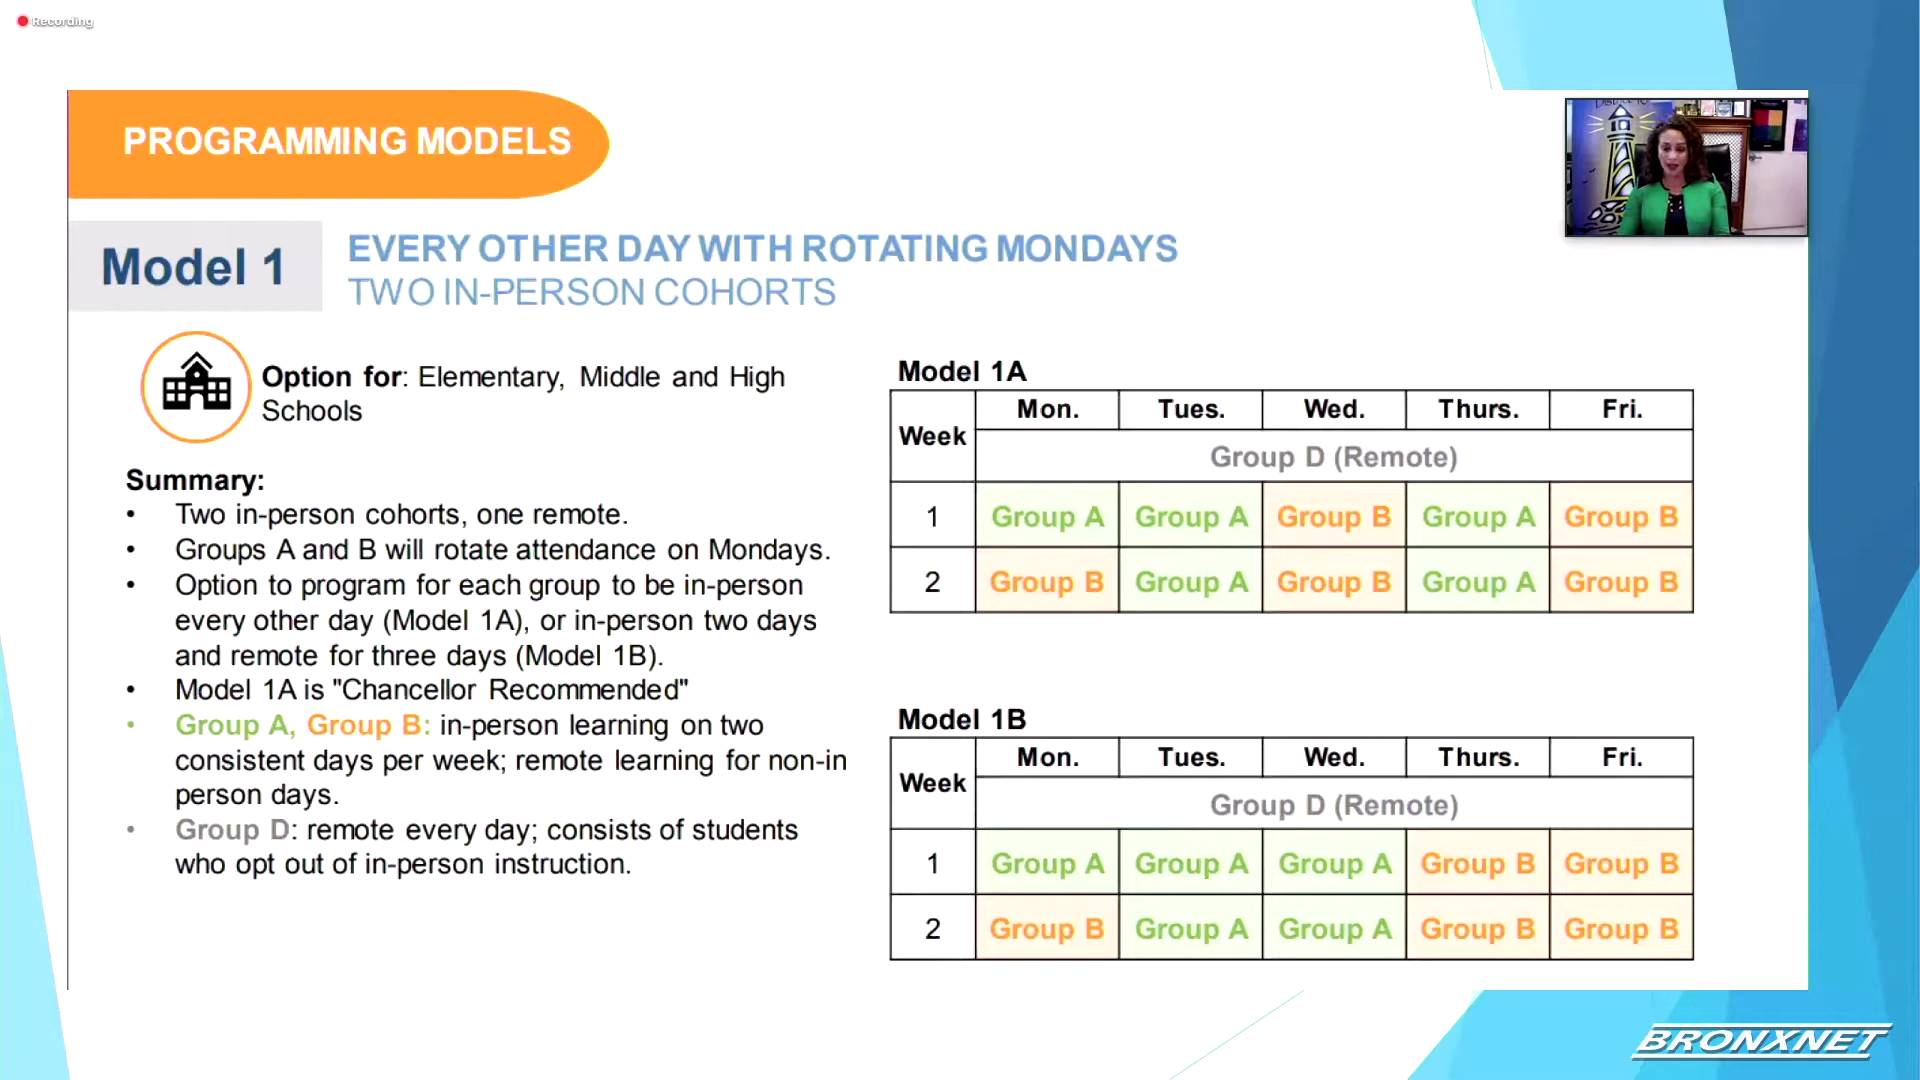 Recording
PROGRAMMING MODELS
Model 1
EVERY OTHER DAY WITH ROTATING MONDAYS
TWO IN-PERSON COHORTS
Option for: Elementary, Middle and High
Schools
Summary:
• Two in-person cohorts, one remote.
• Groups A and B will rotate attendance on Mondays.
• Option to program for each group to be in-person
every other day (Model 1A), or in-person two days
and remote for three days (Model 1B).
• Model 1A is "Chancellor Recommended"
• Group A, Group B: in-person learning on two
consistent days per week; remote learning for non-in
person days.
• Group D: remote every day; consists of students
who opt out of in-person instruction.
Model 1A
Week Mon. Tues. Wed. Thurs. Fri.
Group D (Remote)
1 Group A Group A Group B Group A Group B
2 Group B Group A Group B Group A Group B
Model 1B
Week Mon. Tues. Wed. Thurs. Fri.
Group D (Remote)
1 Group A Group A Group A Group B Group B
2 Group B Group A Group A Group B Group B
BRONXNET